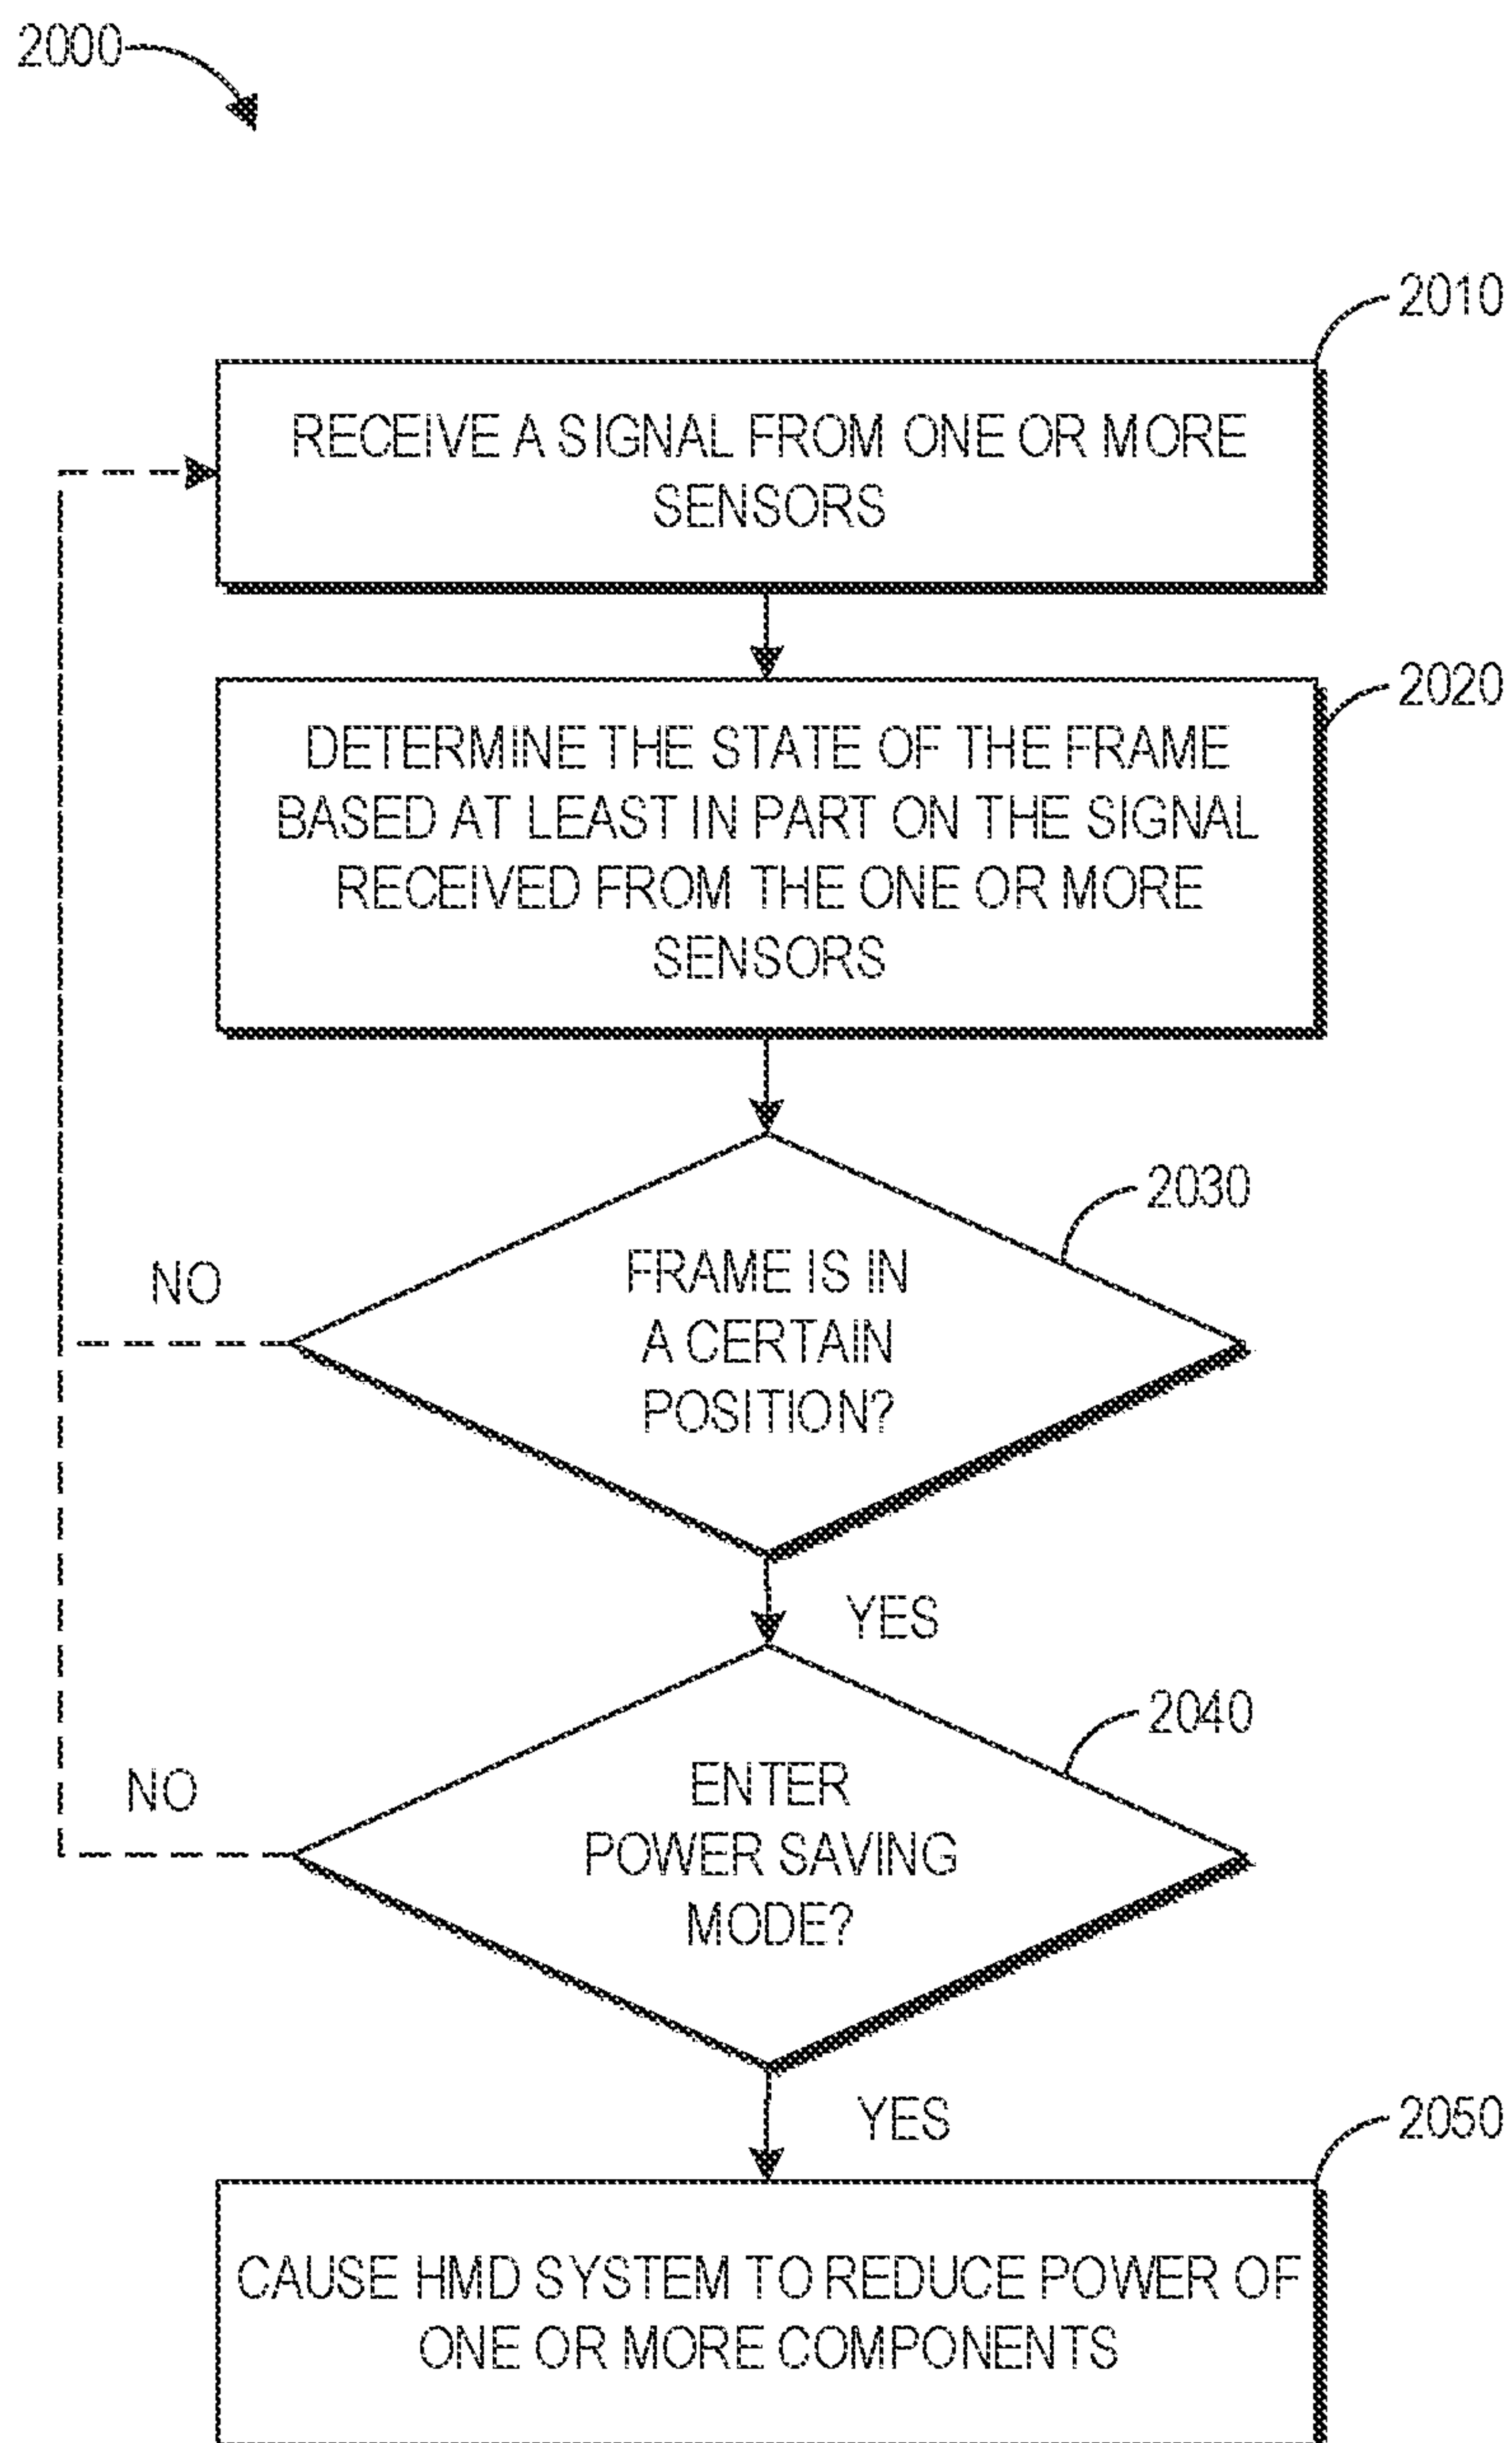 2000
2010
RECEIVE A SIGNAL FROM ONE OR MORE
SENSORS
2020
DETERMINE THE STATE OF THE FRAME
BASED AT LEAST IN PART ON THE SIGNAL
RECEIVED FROM THE ONE OR MORE
SENSORS
2030
FRAME IS IN
A CERTAIN
POSITION?
NO
YES
2040
ENTER
POWER SAVING
MODE?
NO
YES
2050
CAUSE HMD SYSTEM TO REDUCE POWER OF
ONE OR MORE COMPONENTS